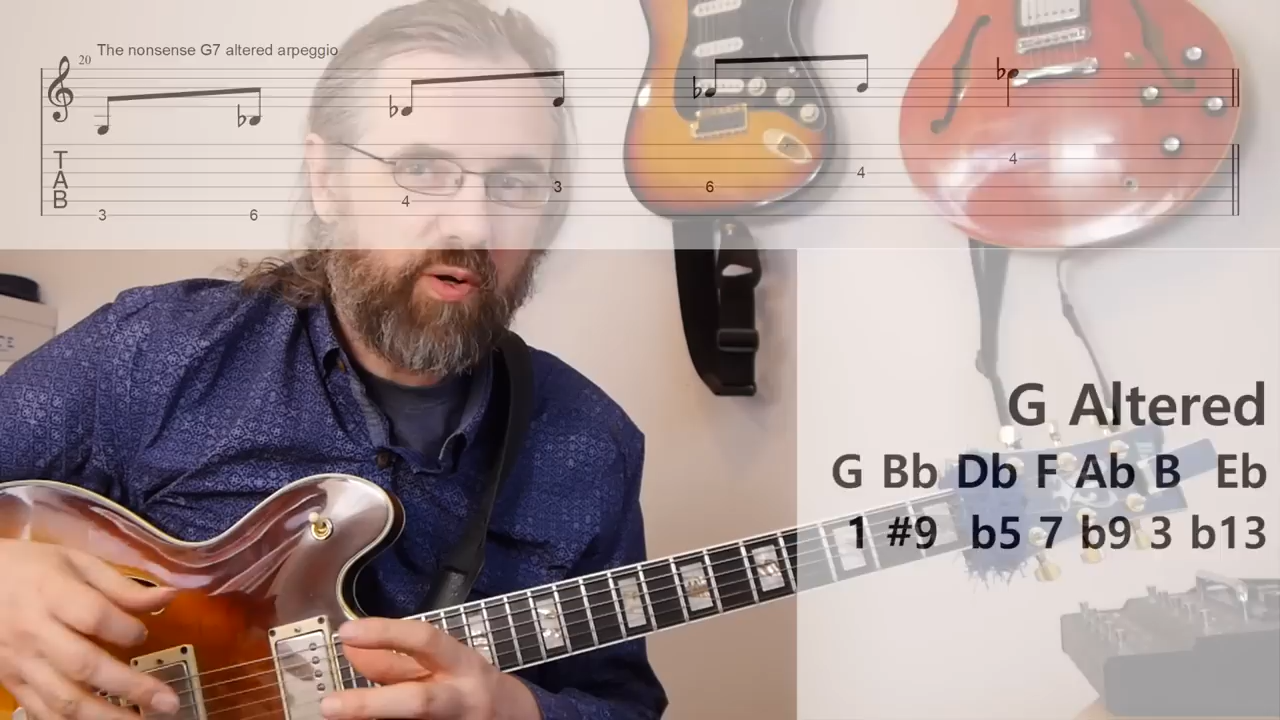 The nonsense G7 altered arpeggio
20
T
A
B
3 6 4 3 6 4 4
G Altered
G Bb Db F Ab B Eb
1 #9 b5 7 b9 3 b13